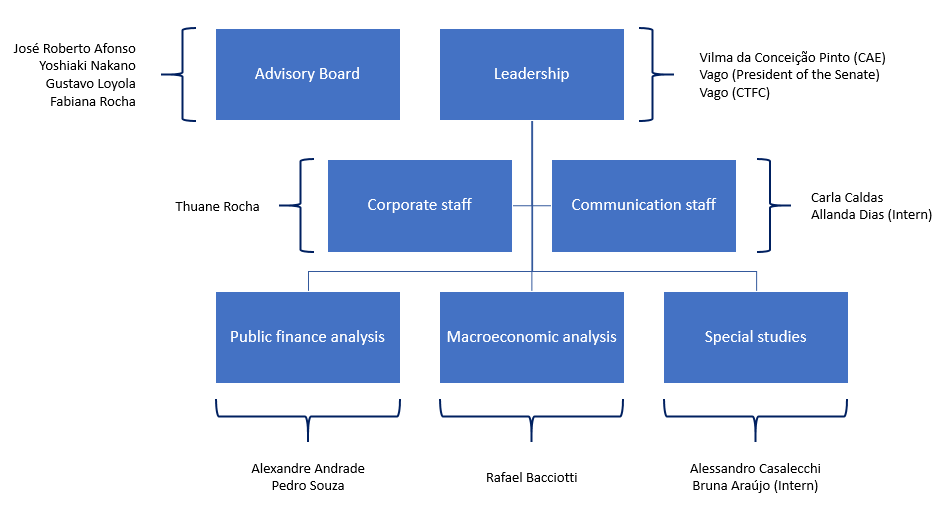 José Roberto Afonso
Yoshiaki Nakano
Gustavo Loyola
Fabiana Rocha
Advisory Board
Leadership
Vilma da Conceição Pinto (CAE)
Vago (President of the Senate)
Vago (CTFC)
Thuane Rocha
Corporate staff
Communication staff
Carla Caldas
Allanda Dias (Intern)
Public finance analysis
Macroeconomic analysis
Special studies
Alexandre Andrade
Pedro Souza
Rafael Bacciotti
Alessandro Casalecchi
Bruna Araújo (Intern)